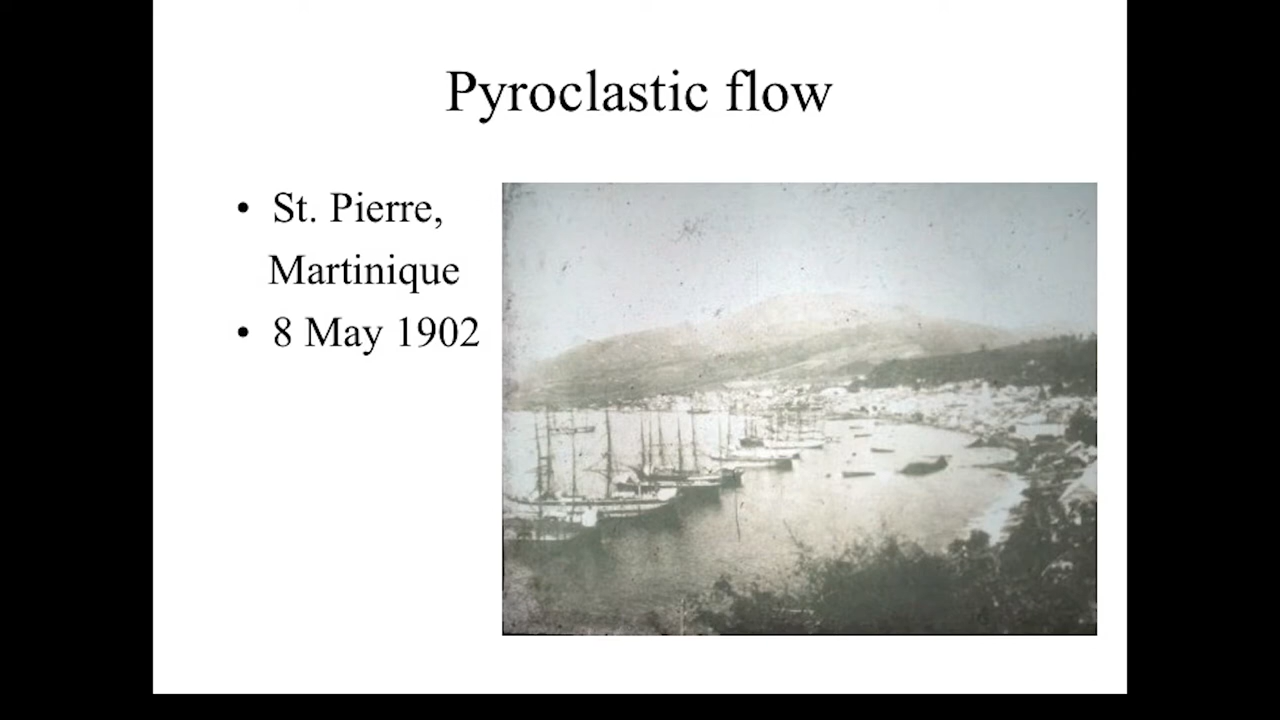 Pyroclastic flow
• St. Pierre,
Martinique
• 8 May 1902